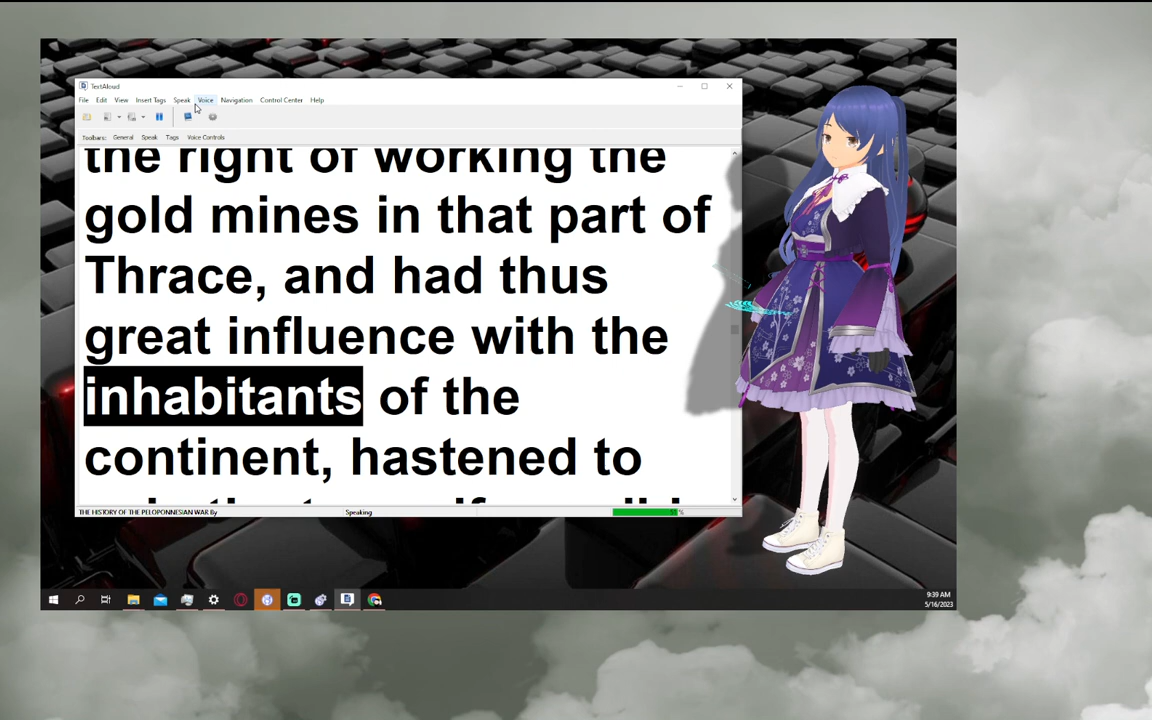 TextAloud
File Edit View Insert Tags Speak Voice Navigation Control Center Help
Toolbars: General Speak Tags Voice Controls
the right of working the
gold mines in that part of
Thrace, and had thus
great influence with the
inhabitants of the
continent, hastened to
THE HISTORY OF THE PELOPONNESIAN WAR By Speaking
9:39 AM
5/16/2023